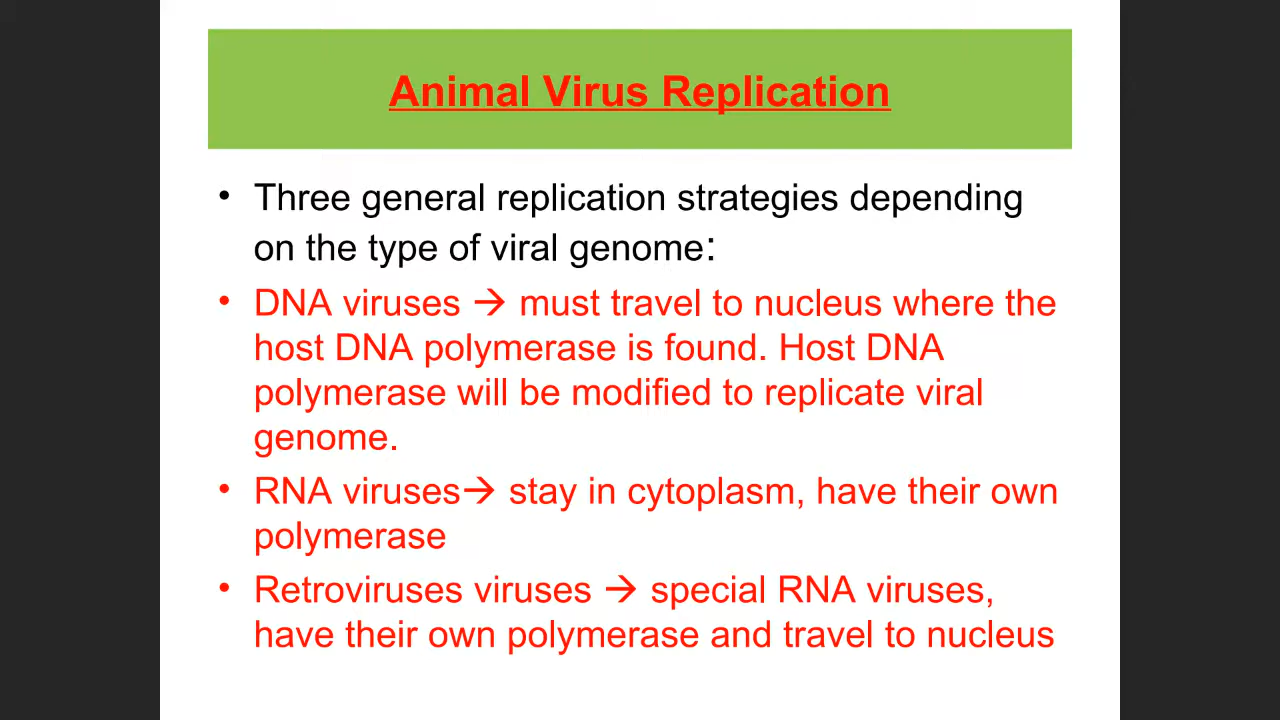 Animal Virus Replication
• Three general replication strategies depending
on the type of viral genome:
• DNA viruses → must travel to nucleus where the
host DNA polymerase is found. Host DNA
polymerase will be modified to replicate viral
genome.
• RNA viruses→ stay in cytoplasm, have their own
polymerase
• Retroviruses viruses → special RNA viruses,
have their own polymerase and travel to nucleus